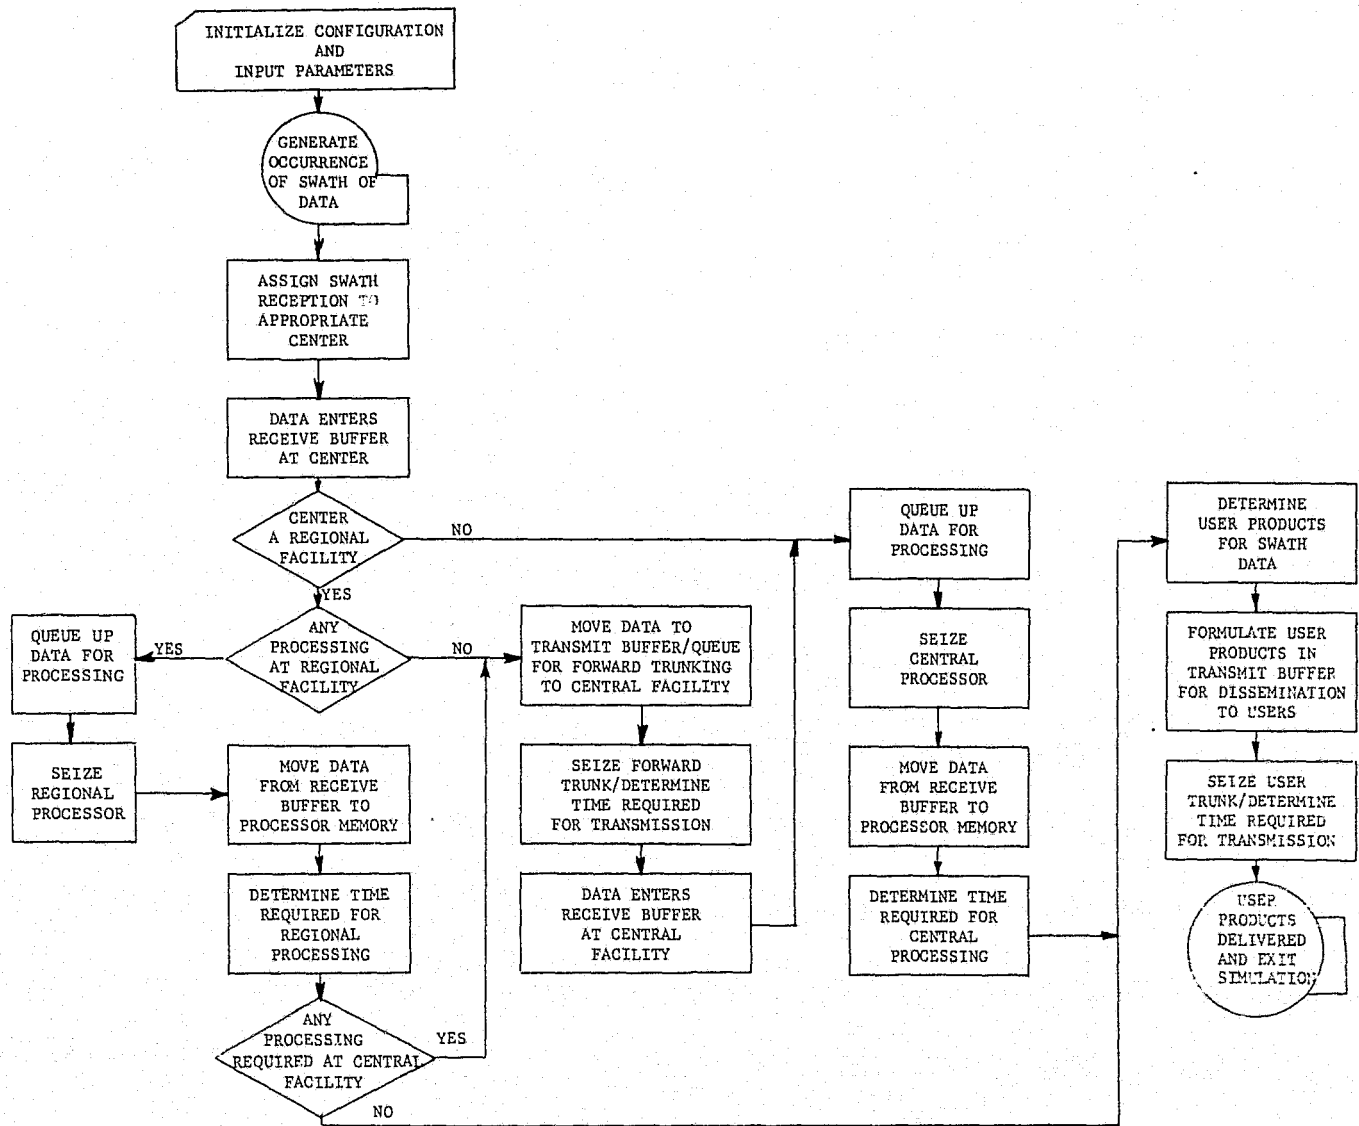 INITIALIZE CONFIGURATION
AND
INPUT PARAMETERS
GENERATE
OCCURRENCE
OF SWATH OF
DATA
ASSIGN SWATH
RECEPTION TO
APPROPRIATE
CENTER
DATA ENTERS
RECEIVE BUFFER
AT CENTER
CENTER
A REGIONAL
FACILITY
NO
YES
ANY
PROCESSING
AT REGIONAL
FACILITY
YES
NO
QUEUE UP
DATA FOR
PROCESSING
SEIZE
REGIONAL
PROCESSOR
MOVE DATA
FROM RECEIVE
BUFFER TO
PROCESSOR MEMORY
DETERMINE TIME
REQUIRED FOR
REGIONAL
PROCESSING
ANY
PROCESSING
REQUIRED AT CENTRAL
FACILITY
YES
NO
MOVE DATA TO
TRANSMIT BUFFER/QUEUE
FOR FORWARD TRUNKING
TO CENTRAL FACILITY
SEIZE FORWARD
TRUNK/DETERMINE
TIME REQUIRED
FOR TRANSMISSION
DATA ENTERS
RECEIVE BUFFER
AT CENTRAL
FACILITY
QUEUE UP
DATA FOR
PROCESSING
SEIZE
CENTRAL
PROCESSOR
MOVE DATA
FROM RECEIVE
BUFFER TO
PROCESSOR MEMORY
DETERMINE TIME
REQUIRED FOR
CENTRAL
PROCESSING
DETERMINE
USER PRODUCTS
FOR SWATH
DATA
FORMULATE USER
PRODUCTS IN
TRANSMIT BUFFER
FOR DISSEMINATION
TO USERS
SEIZE USER
TRUNK/DETERMINE
TIME REQUIRED
FOR TRANSMISSION
USER
PRODUCTS
DELIVERED
AND EXIT
SIMULATION